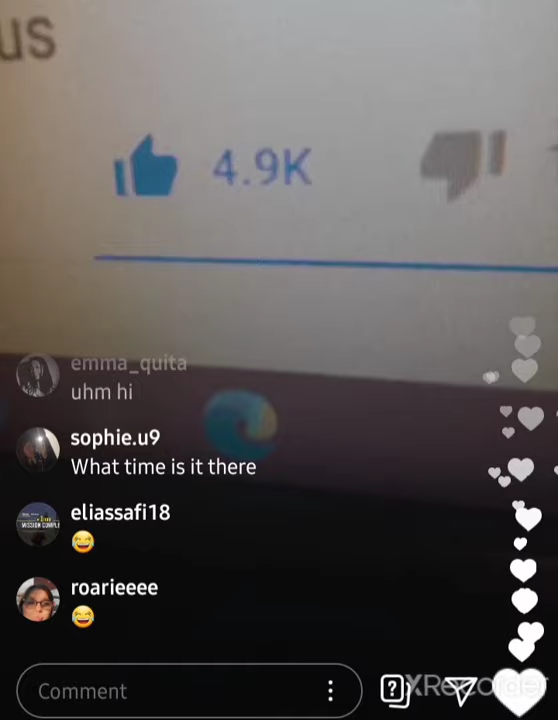 us
4.9K
emma_quita
uhm hi
sophie.u9
What time is it there
eliassafi18
😂
roarieeee
😂
Comment
XRecorder